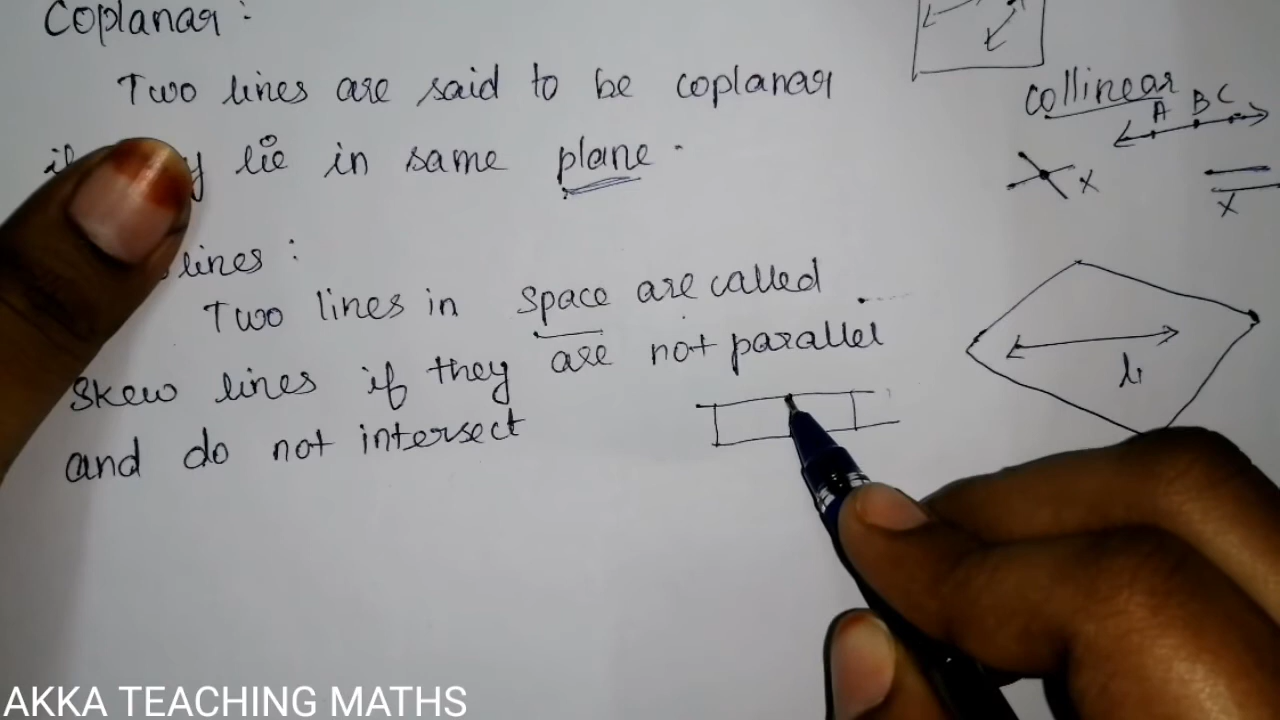 Coplanar :
Two lines are said to be coplanar
lie in same plane .
lines :
Two lines in space are called
Skew lines if they are not parallel
and do not intersect
collinear
A B C
X
X
l1
AKKA TEACHING MATHS